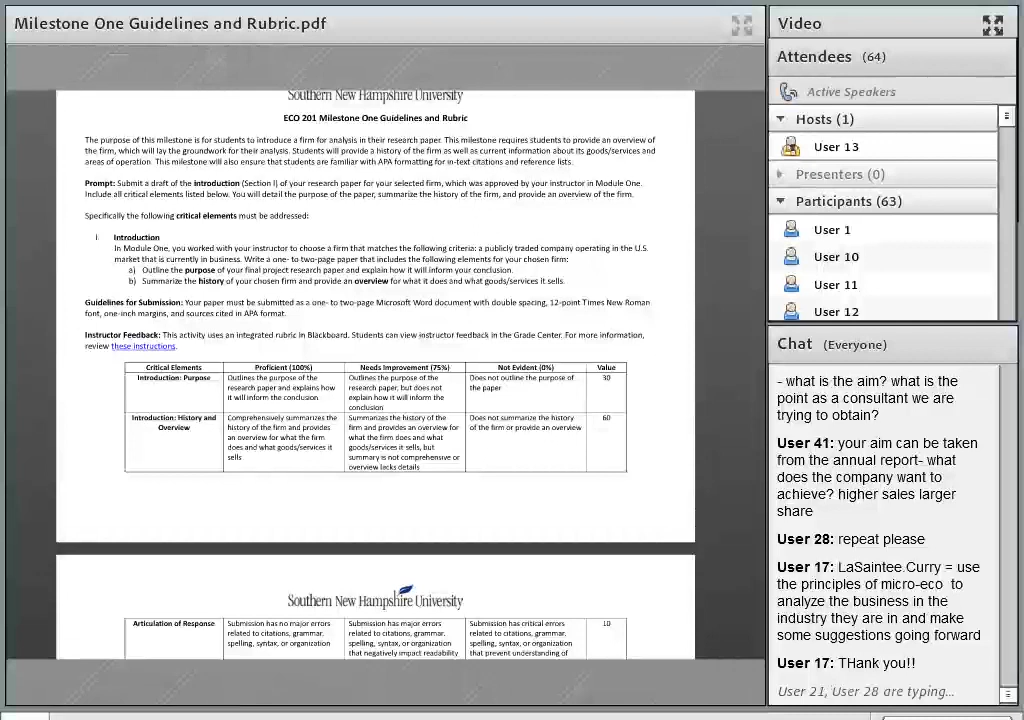 Milestone One Guidelines and Rubric.pdf
Southern New Hampshire University
ECO 201 Milestone One Guidelines and Rubric
The purpose of this milestone is for students to introduce a firm for analysis in their research paper. This milestone requires students to provide an overview of
the firm, which will lay the groundwork for their analysis. Students will provide a history of the firm as well as current information about its goods/services and
areas of operation. This milestone will also ensure that students are familiar with APA formatting for in-text citations and reference lists.
Prompt: Submit a draft of the introduction (Section I) of your research paper for your selected firm, which was approved by your instructor in Module One.
Include all critical elements listed below. You will detail the purpose of the paper, summarize the history of the firm, and provide an overview of the firm.
Specifically the following critical elements must be addressed:
I. Introduction
In Module One, you worked with your instructor to choose a firm that matches the following criteria: a publicly traded company operating in the U.S.
market that is currently in business. Write a one- to two-page paper that includes the following elements for your chosen firm:
a) Outline the purpose of your final project research paper and explain how it will inform your conclusion.
b) Summarize the history of your chosen firm and provide an overview for what it does and what goods/services it sells.
Guidelines for Submission: Your paper must be submitted as a one- to two-page Microsoft Word document with double spacing, 12-point Times New Roman
font, one-inch margins, and sources cited in APA format.
Instructor Feedback: This activity uses an integrated rubric in Blackboard. Students can view instructor feedback in the Grade Center. For more information,
review these instructions.
Critical Elements Proficient (100%) Needs Improvement (75%) Not Evident (0%) Value
Introduction: Purpose
Outlines the purpose of the
research paper and explains how
it will inform the conclusion
Outlines the purpose of the
research paper, but does not
explain how it will inform the
conclusion
Does not outline the purpose of
the paper
30
Introduction: History and
Overview
Comprehensively summarizes the
history of the firm and provides
an overview for what the firm
does and what goods/services it
sells
Summarizes the history of the
firm and provides an overview for
what the firm does and what
goods/services it sells, but
summary is not comprehensive or
overview lacks details
Does not summarize the history
of the firm or provide an overview
60
Southern New Hampshire University
Articulation of Response
Submission has no major errors
related to citations, grammar,
spelling, syntax, or organization
Submission has major errors
related to citations, grammar,
spelling, syntax, or organization
that negatively impact readability
Submission has critical errors
related to citations, grammar,
spelling, syntax, or organization
that prevent understanding of
10
Video
Attendees (64)
Active Speakers
Hosts (1)
User 13
Presenters (0)
Participants (63)
User 1
User 10
User 11
User 12
Chat (Everyone)
- what is the aim? what is the
point as a consultant we are
trying to obtain?
User 41: your aim can be taken
from the annual report- what
does the company want to
achieve? higher sales larger
share
User 28: repeat please
User 17: LaSaintee.Curry = use
the principles of micro-eco to
analyze the business in the
industry they are in and make
some suggestions going forward
User 17: THank you!!
User 21, User 28 are typing...